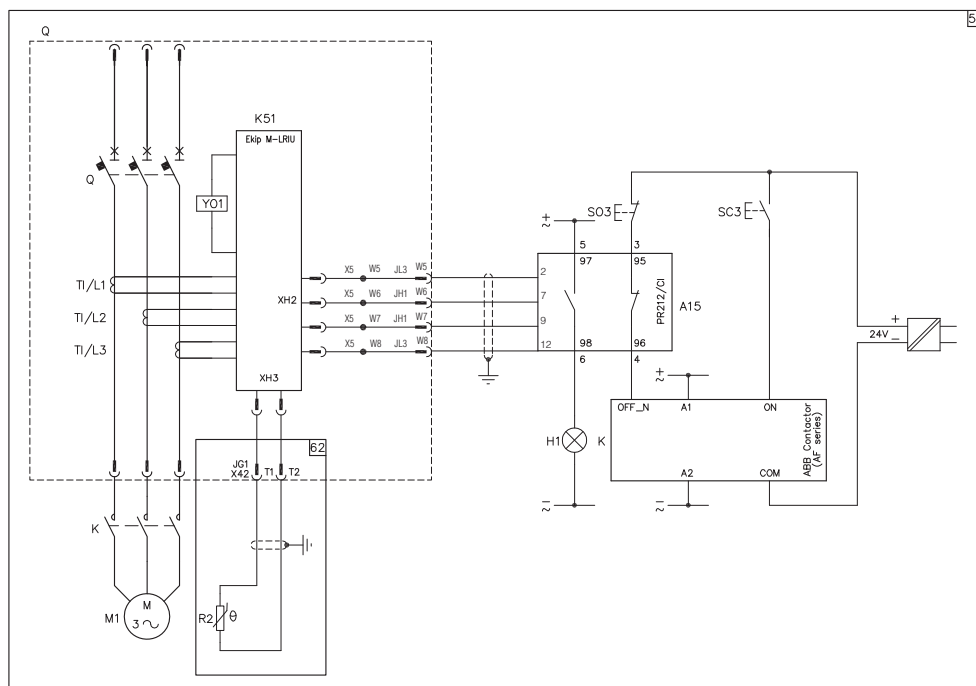 5
Q
K51
Ekip M-LRIU
Q
YO1
SO3
SC3
+
~
5
3
97
95
X5 W5 JL3 W5
2
TI/L1
XH2
X5 W6 JH1 W6
7
PR212/CI
A15
TI/L2
X5 W7 JH1 W7
9
+
24V
–
TI/L3
X5 W8 JL3 W8
12
98
96
6
4
XH3
+
~
OFF_N
A1
ON
62
H1
K
ABB Contactor
(AF series)
JG1
X42
T1
T2
A2
COM
–
~
–
~
K
M1
M
3 ~
R2
θ